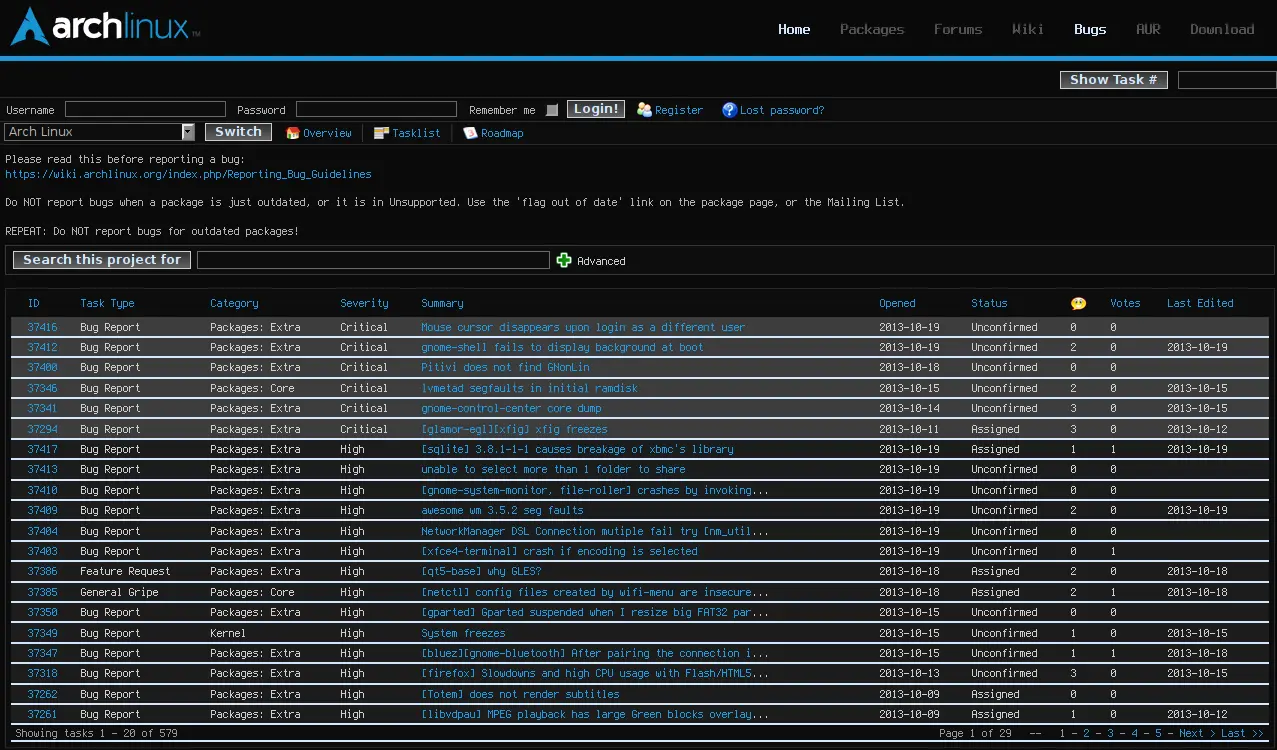 archlinux™
Home Packages Forums Wiki Bugs AUR Download
Show Task #
Username Password Remember me Login! Register Lost password?
Arch Linux Switch Overview Tasklist Roadmap
Please read this before reporting a bug:
https://wiki.archlinux.org/index.php/Reporting_Bug_Guidelines
Do NOT report bugs when a package is just outdated, or it is in Unsupported. Use the 'flag out of date' link on the package page, or the Mailing List.
REPEAT: Do NOT report bugs for outdated packages!
Search this project for Advanced
ID Task Type Category Severity Summary Opened Status Votes Last Edited
37416 Bug Report Packages: Extra Critical Mouse cursor disappears upon login as a different user 2013-10-19 Unconfirmed 0 0
37412 Bug Report Packages: Extra Critical gnome-shell fails to display background at boot 2013-10-19 Unconfirmed 2 0 2013-10-19
37400 Bug Report Packages: Extra Critical Pitivi does not find GNonLin 2013-10-18 Unconfirmed 0 0
37346 Bug Report Packages: Core Critical lvmetad segfaults in initial ramdisk 2013-10-15 Unconfirmed 2 0 2013-10-15
37341 Bug Report Packages: Extra Critical gnome-control-center core dump 2013-10-14 Unconfirmed 3 0 2013-10-15
37294 Bug Report Packages: Extra Critical [glamor-egl][xfig] xfig freezes 2013-10-11 Assigned 3 0 2013-10-12
37417 Bug Report Packages: Extra High [sqlite] 3.8.1-1-1 causes breakage of xbmc's library 2013-10-19 Assigned 1 1 2013-10-19
37413 Bug Report Packages: Extra High unable to select more than 1 folder to share 2013-10-19 Unconfirmed 0 0
37410 Bug Report Packages: Extra High [gnome-system-monitor, file-roller] crashes by invoking... 2013-10-19 Unconfirmed 0 0
37409 Bug Report Packages: Extra High awesome wm 3.5.2 seg faults 2013-10-19 Unconfirmed 2 0 2013-10-19
37404 Bug Report Packages: Extra High NetworkManager DSL Connection mutiple fail try [nm_util... 2013-10-19 Unconfirmed 0 0
37403 Bug Report Packages: Extra High [xfce4-terminal] crash if encoding is selected 2013-10-19 Unconfirmed 0 1
37386 Feature Request Packages: Extra High [qt5-base] why GLES? 2013-10-18 Assigned 2 0 2013-10-18
37385 General Gripe Packages: Core High [netctl] config files created by wifi-menu are insecure... 2013-10-18 Assigned 2 1 2013-10-18
37350 Bug Report Packages: Extra High [gparted] Gparted suspended when I resize big FAT32 par... 2013-10-15 Unconfirmed 0 0
37349 Bug Report Kernel High System freezes 2013-10-15 Unconfirmed 1 0 2013-10-15
37347 Bug Report Packages: Extra High [bluez][gnome-bluetooth] After pairing the connection i... 2013-10-15 Unconfirmed 1 1 2013-10-18
37318 Bug Report Packages: Extra High [firefox] Slowdowns and high CPU usage with Flash/HTML5... 2013-10-13 Unconfirmed 3 0 2013-10-15
37262 Bug Report Packages: Extra High [Totem] does not render subtitles 2013-10-09 Assigned 0 0
37261 Bug Report Packages: Extra High [libvdpau] MPEG playback has large Green blocks overlay... 2013-10-09 Assigned 1 0 2013-10-12
Showing tasks 1 - 20 of 579 Page 1 of 29 -- 1 - 2 - 3 - 4 - 5 - Next > Last >>